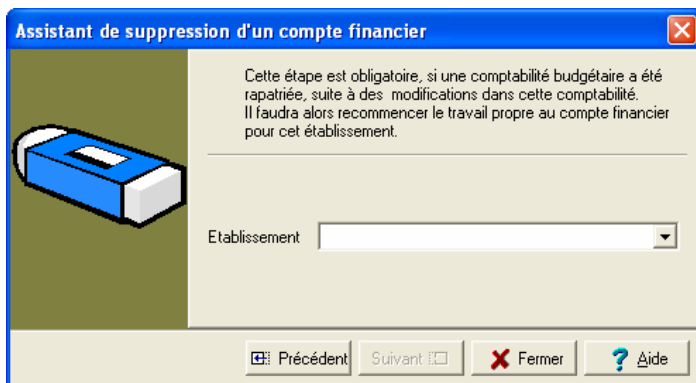 Assistant de suppression d'un compte financier
Cette étape est obligatoire, si une comptabilité budgétaire a été
rapatriée, suite à des modifications dans cette comptabilité.
Il faudra alors recommencer le travail propre au compte financier
pour cet établissement.
Etablissement
Précédent Suivant Fermer Aide